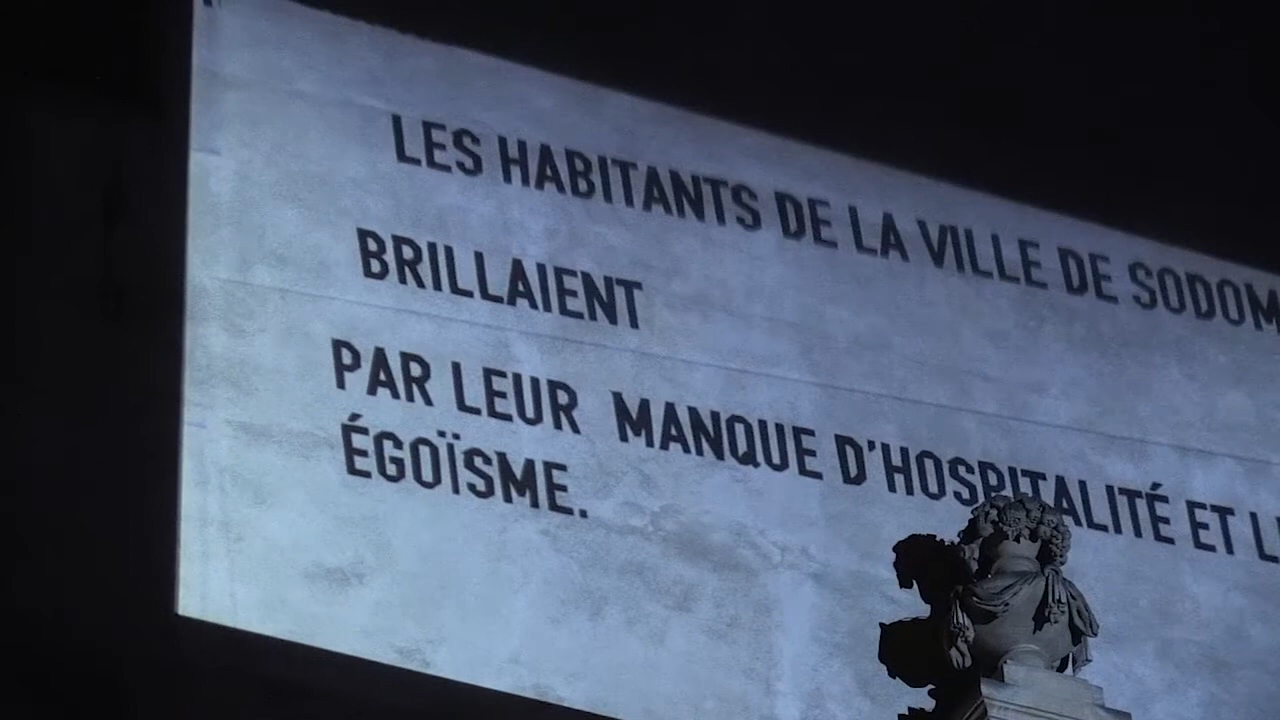 LES HABITANTS DE LA VILLE DE SODOM
BRILLAIENT
PAR LEUR MANQUE D'HOSPITALITÉ ET L
ÉGOÏSME.